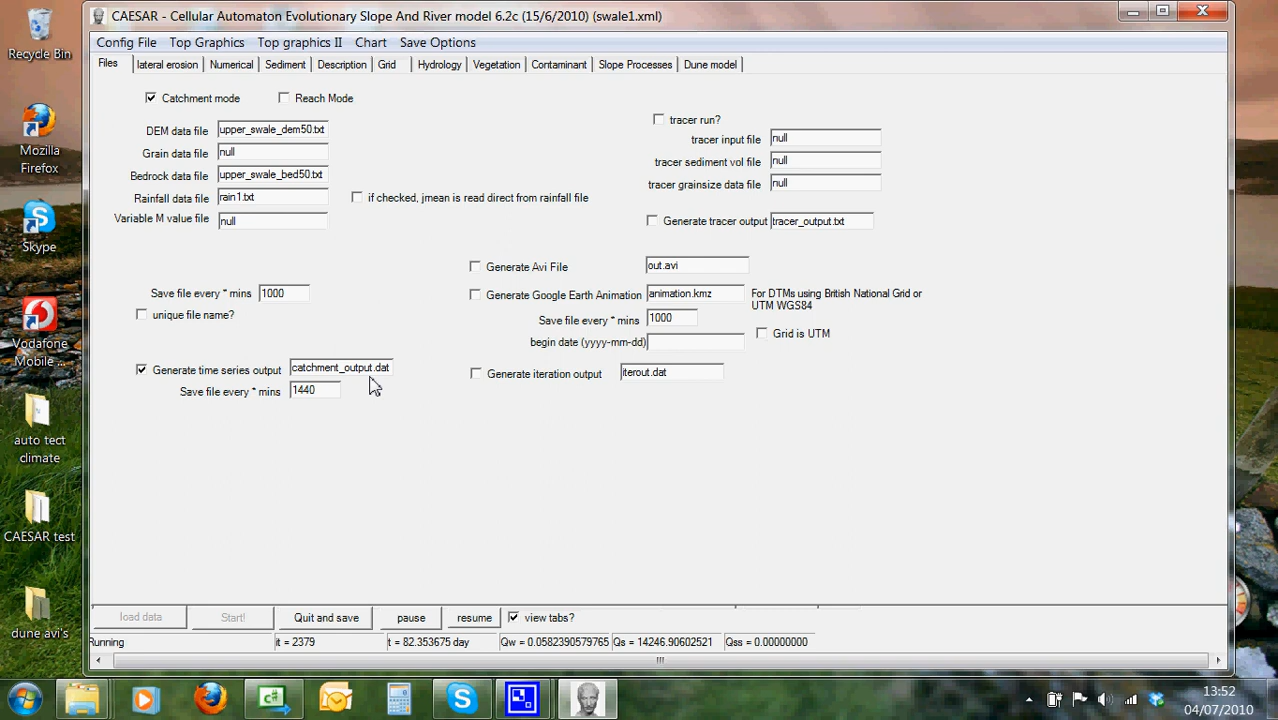 Recycle Bin
Mozilla
Firefox
Skype
Vodafone
Mobile ...
auto tect
climate
CAESAR test
dune avi's
CAESAR - Cellular Automaton Evolutionary Slope And River model 6.2c (15/6/2010) (swale1.xml)
Config File Top Graphics Top graphics II Chart Save Options
Files lateral erosion Numerical Sediment Description Grid Hydrology Vegetation Contaminant Slope Processes Dune model
Catchment mode Reach Mode
DEM data file upper_swale_dem50.txt
Grain data file null
Bedrock data file upper_swale_bed50.txt
Rainfall data file rain1.txt if checked, jmean is read direct from rainfall file
Variable M value file null
tracer run?
tracer input file null
tracer sediment vol file null
tracer grainsize data file null
Generate tracer output tracer_output.txt
Save file every * mins 1000
unique file name?
Generate time series output catchment_output.dat
Save file every * mins 1440
Generate Avi File out.avi
Generate Google Earth Animation animation.kmz For DTMs using British National Grid or
UTM WGS84
Save file every * mins 1000
Grid is UTM
begin date (yyyy-mm-dd)
Generate iteration output iterout.dat
load data Start! Quit and save pause resume view tabs?
Running it = 2379 t = 82.353675 day Qw = 0.0582390579765 Qs = 14246.90602521 Qss = 0.00000000
13:52
04/07/2010